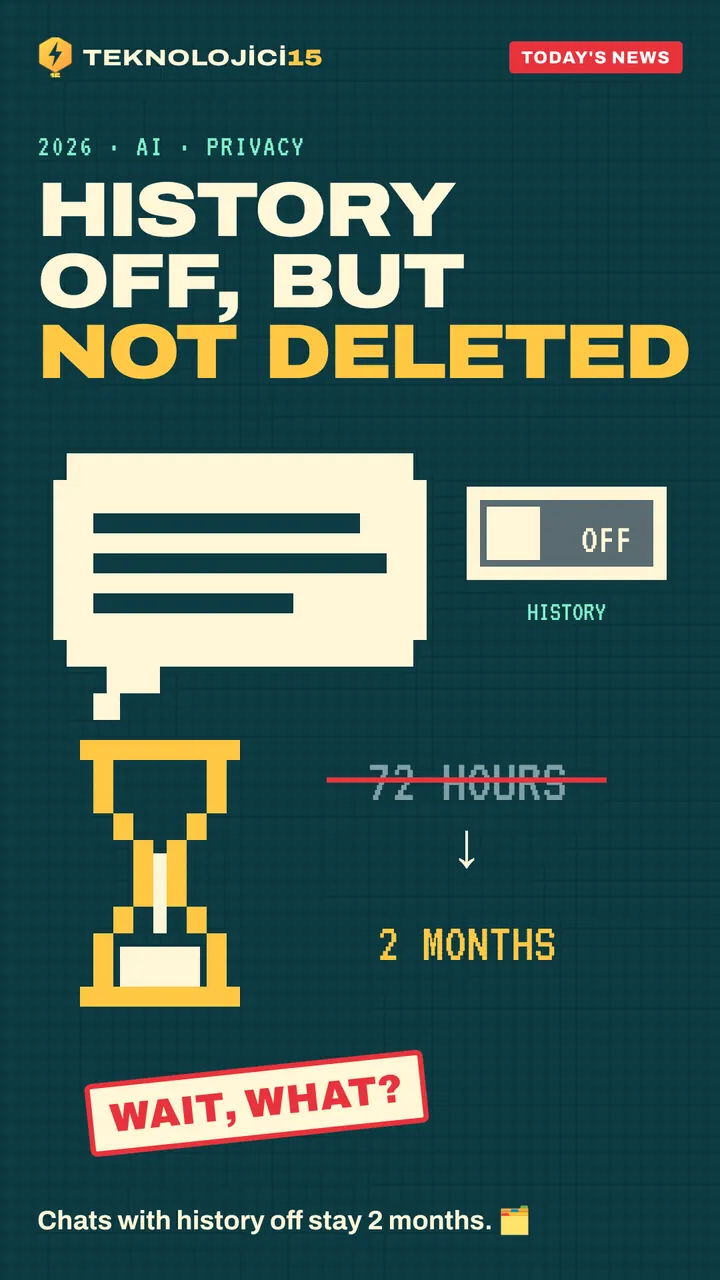 TEKNOLOJİCİ15
TODAY'S NEWS
2026 · AI · PRIVACY
HISTORY
OFF, BUT
NOT DELETED
OFF
HISTORY
72 HOURS
↓
2 MONTHS
WAIT, WHAT?
Chats with history off stay 2 months. 🗂️